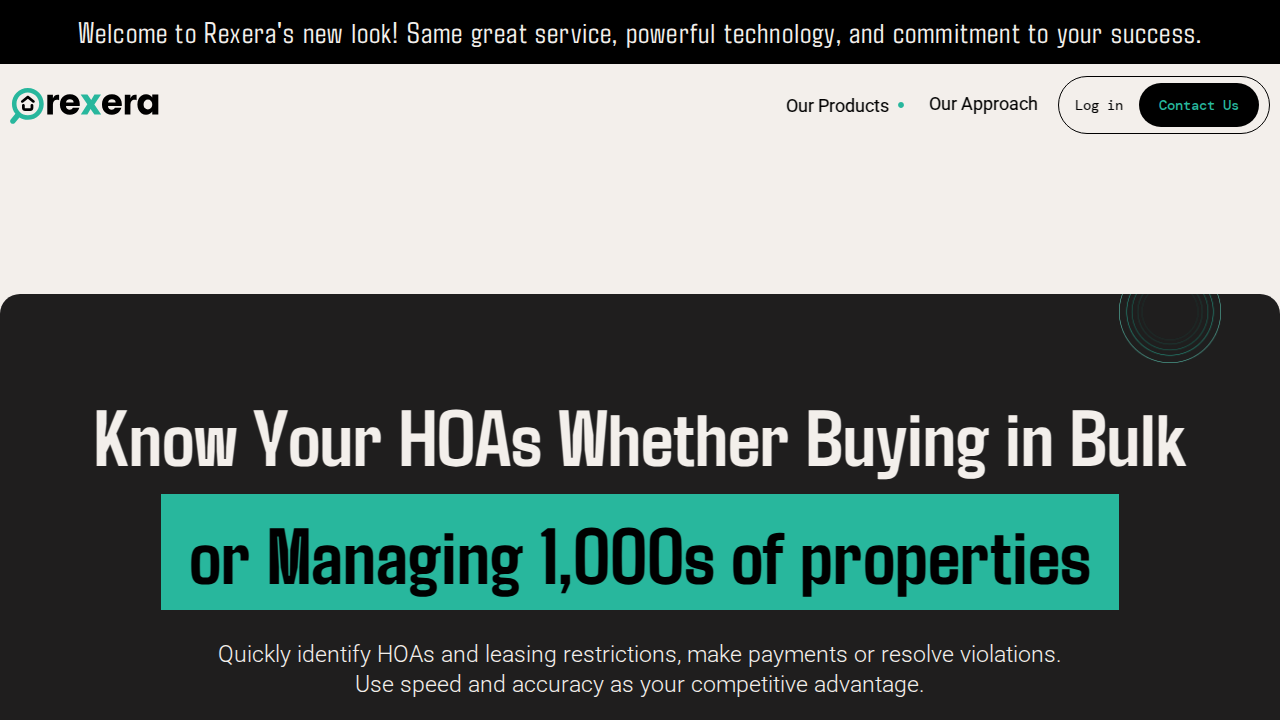 Welcome to Rexera's new look! Same great service, powerful technology, and commitment to your success.
rexera
Our Products
Our Approach
Log in
Contact Us
Know Your HOAs Whether Buying in Bulk
or Managing 1,000s of properties
Quickly identify HOAs and leasing restrictions, make payments or resolve violations.
Use speed and accuracy as your competitive advantage.